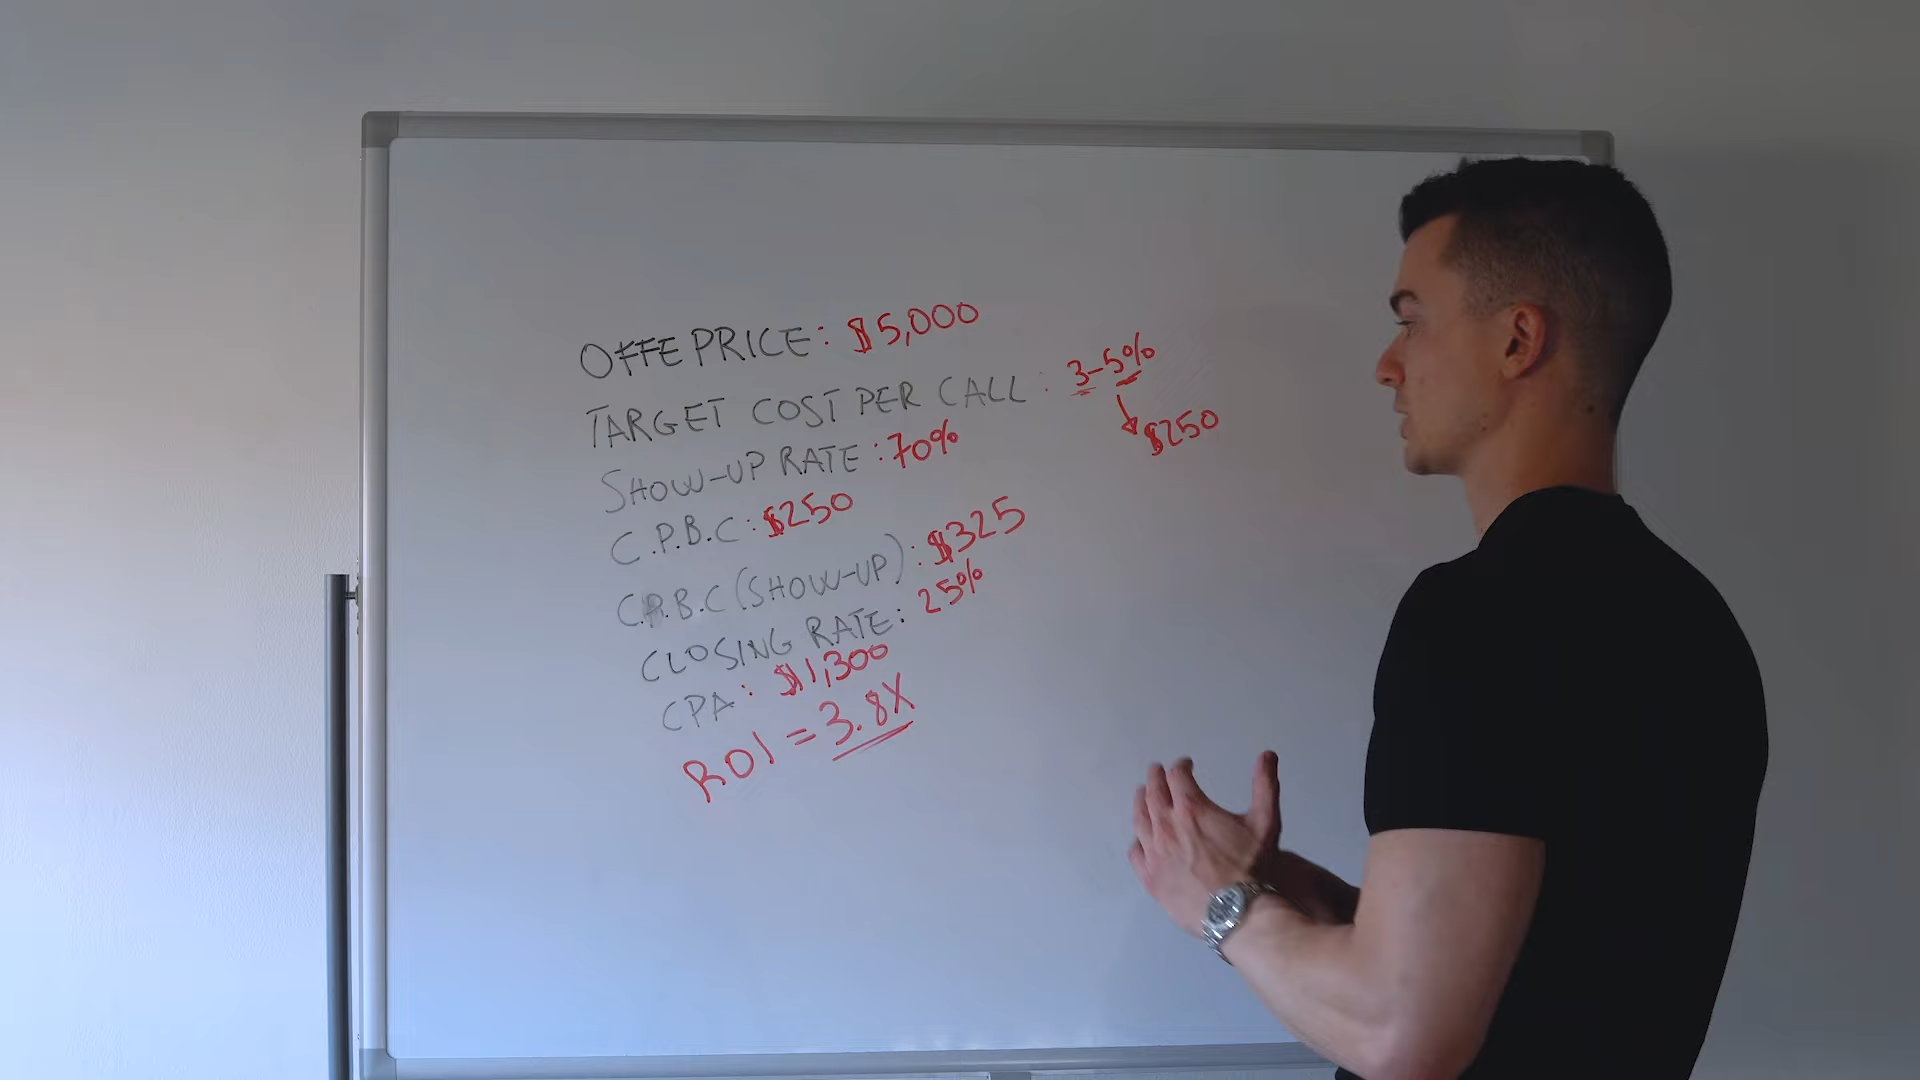 OFFE PRICE: $5,000
TARGET COST PER CALL: 3-5%
$250
SHOW-UP RATE: 70%
C.P.B.C: $250
C.P.B.C (SHOW-UP): $325
CLOSING RATE: 25%
CPA: $1,300
ROI = 3.8X